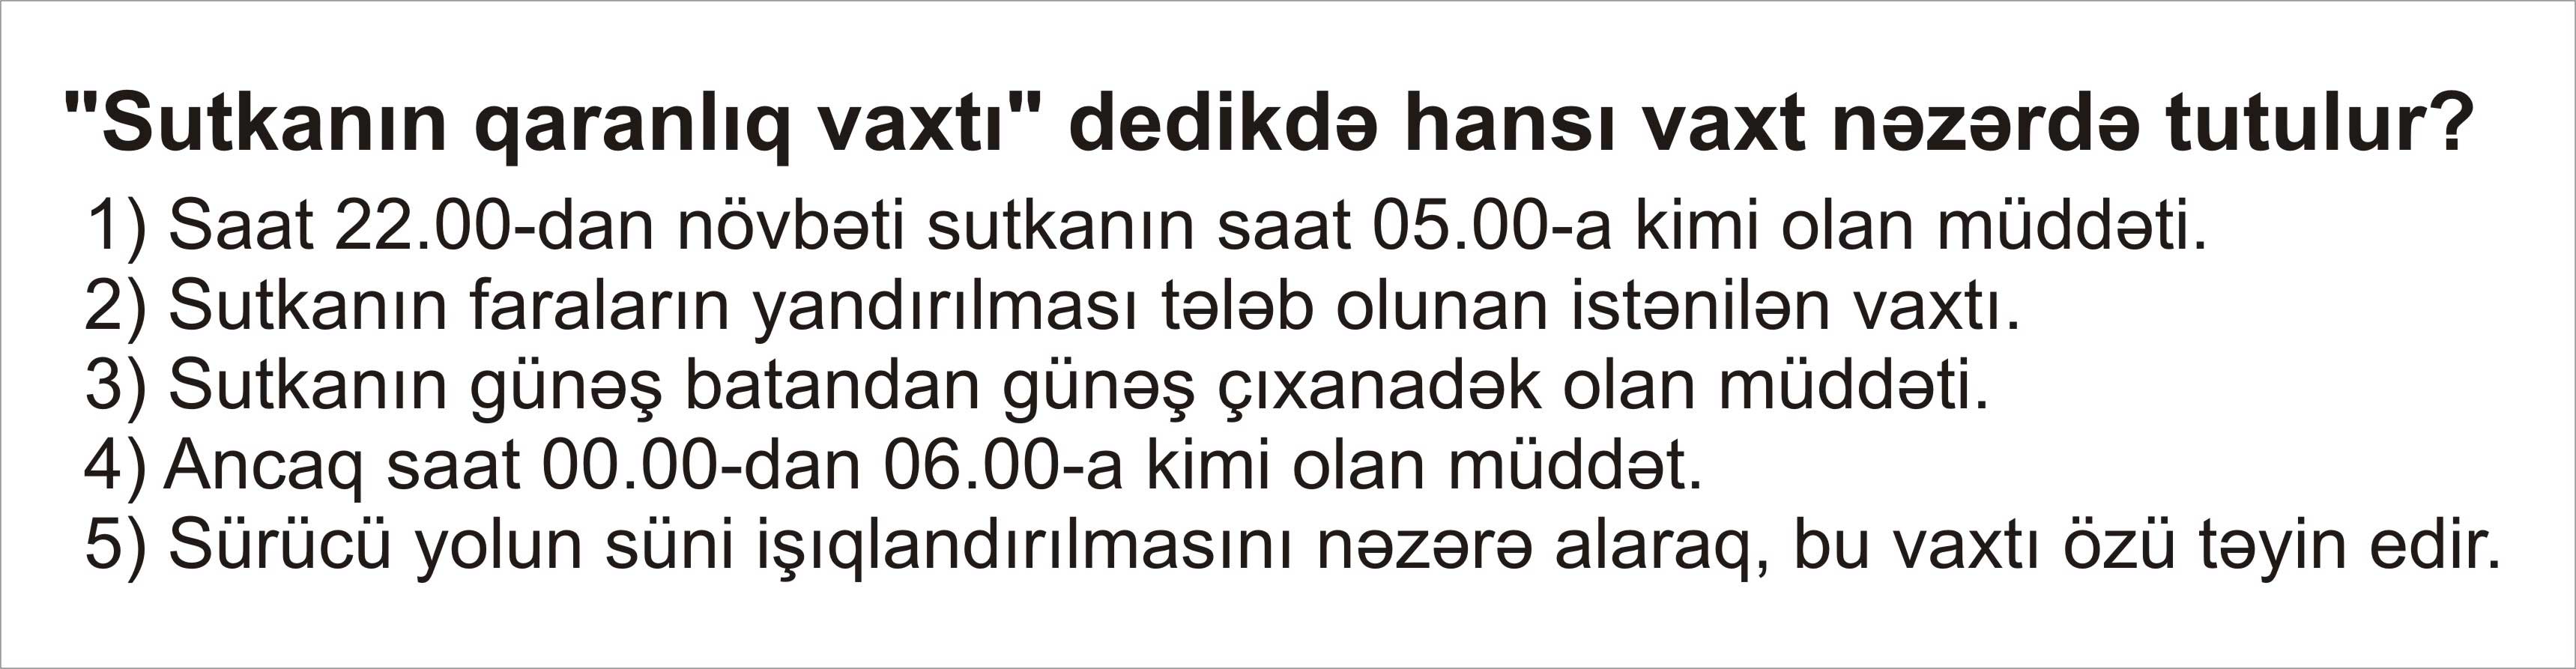 "Sutkanın qaranlıq vaxtı" dedikdə hansı vaxt nəzərdə tutulur?
1) Saat 22.00-dan növbəti sutkanın saat 05.00-a kimi olan müddəti.
2) Sutkanın faraların yandırılması tələb olunan istənilən vaxtı.
3) Sutkanın günəş batandan günəş çıxanadək olan müddəti.
4) Ancaq saat 00.00-dan 06.00-a kimi olan müddət.
5) Sürücü yolun süni işıqlandırılmasını nəzərə alaraq, bu vaxtı özü təyin edir.